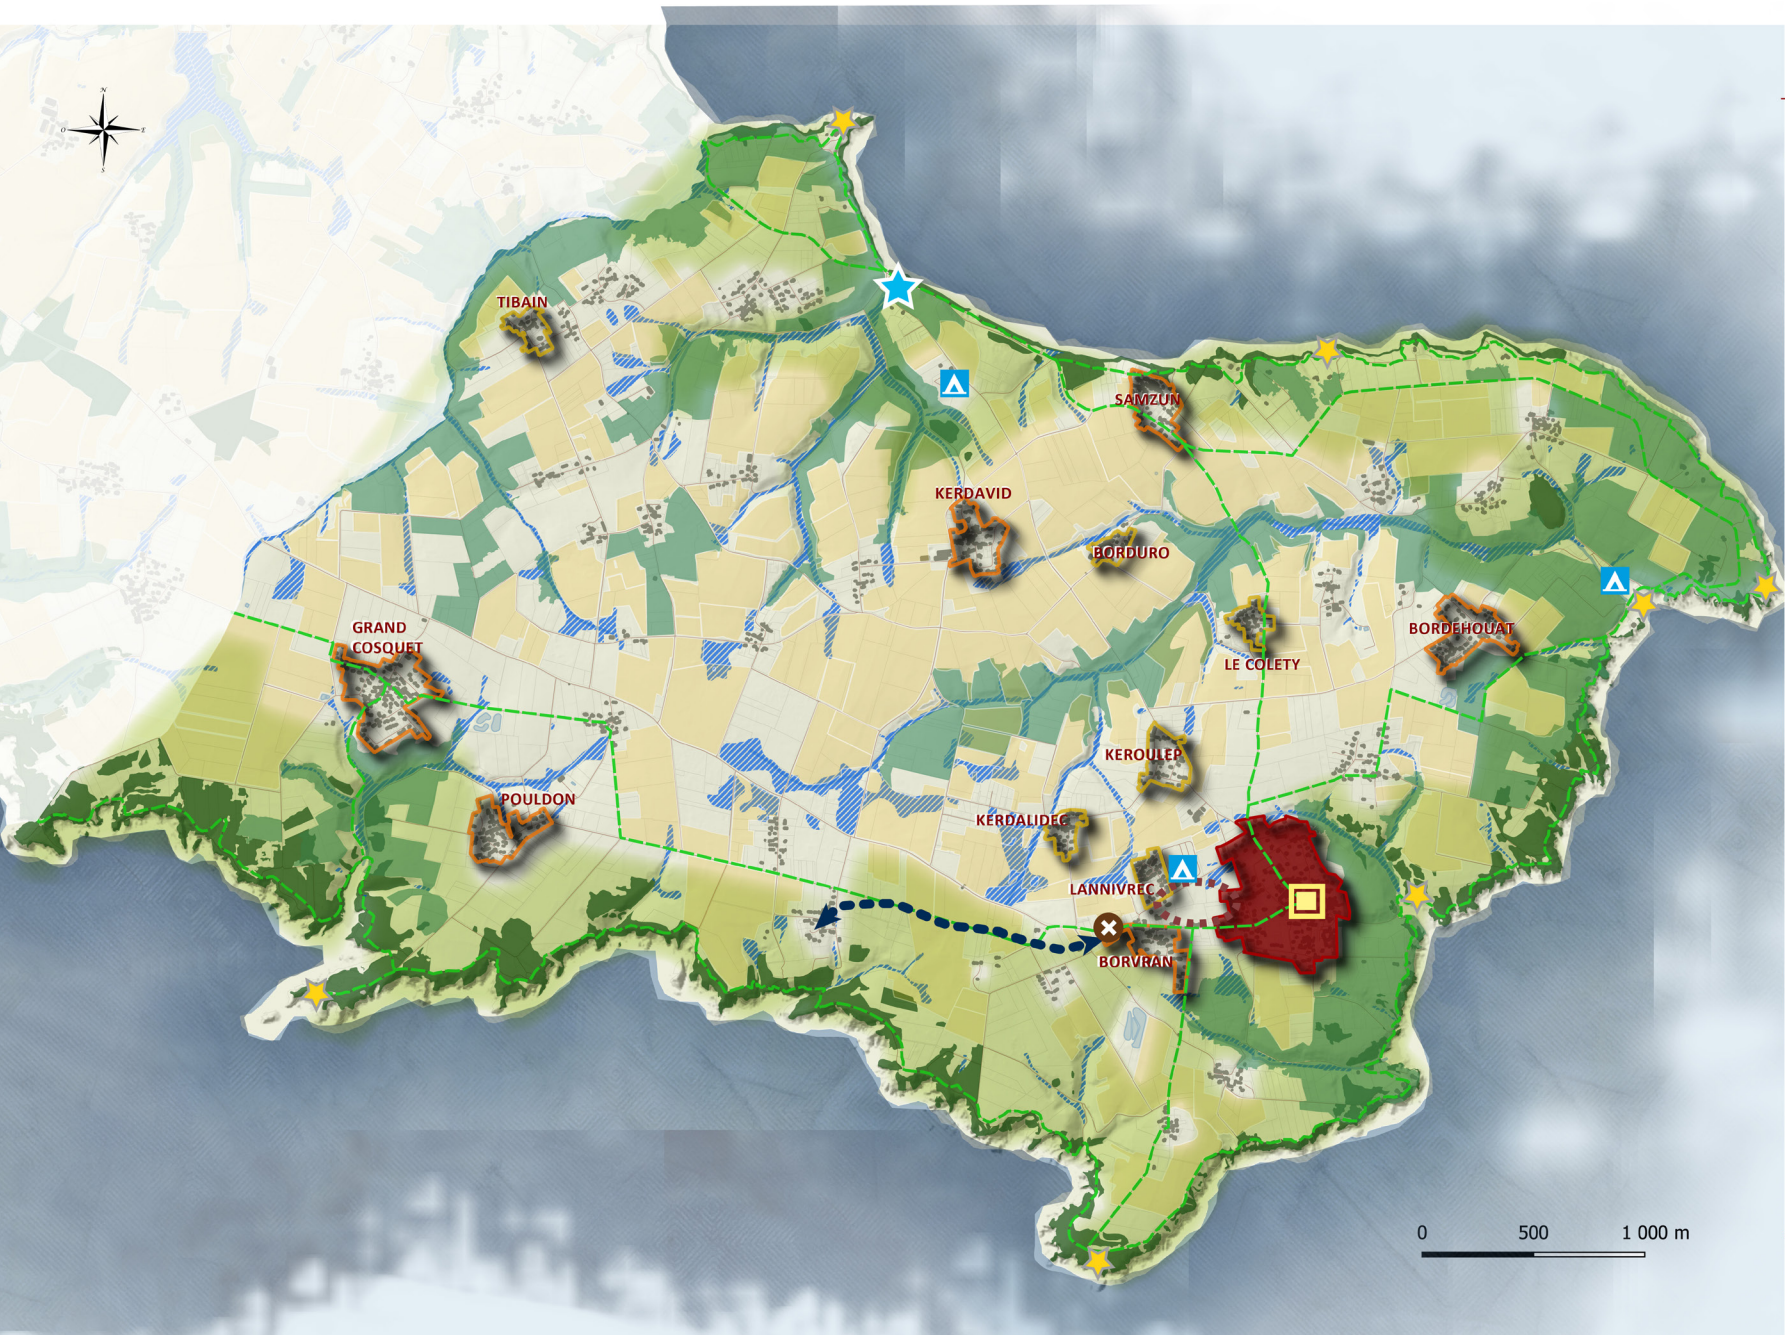 N
O
E
S
TIBAIN
SAMZUN
KERDAVID
BORDURO
GRAND
COSQUET
BORDEHOUAT
LE COLETY
KEROULEP
POULDON
KERDALIDEC
LANNIVREC
BORVRAN
0 500 1 000 m